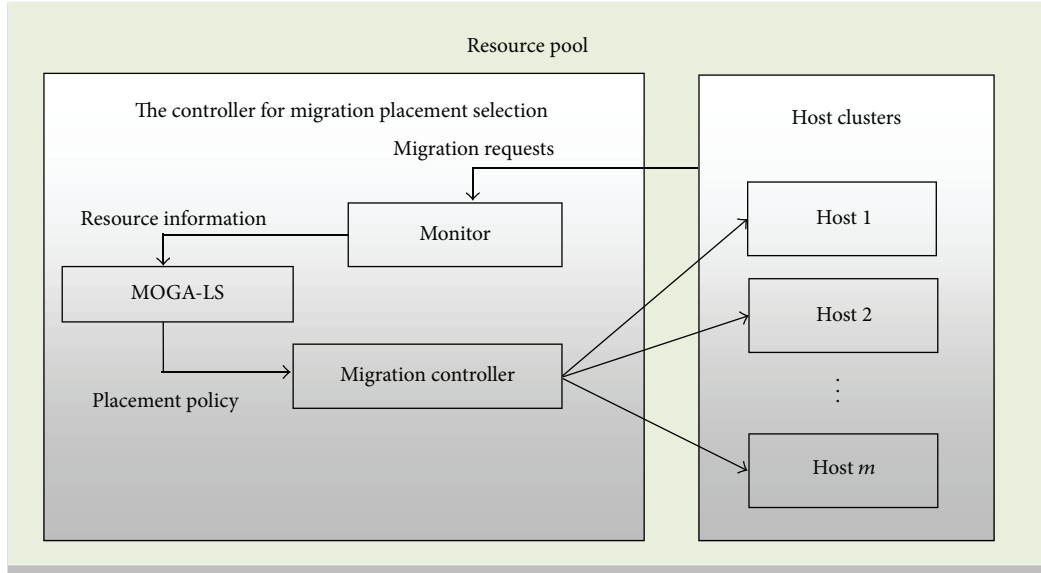 Resource pool
The controller for migration placement selection
Host clusters
Migration requests
Resource information
Monitor
Host 1
MOGA-LS
Host 2
Migration controller
Placement policy
⋮
Host m